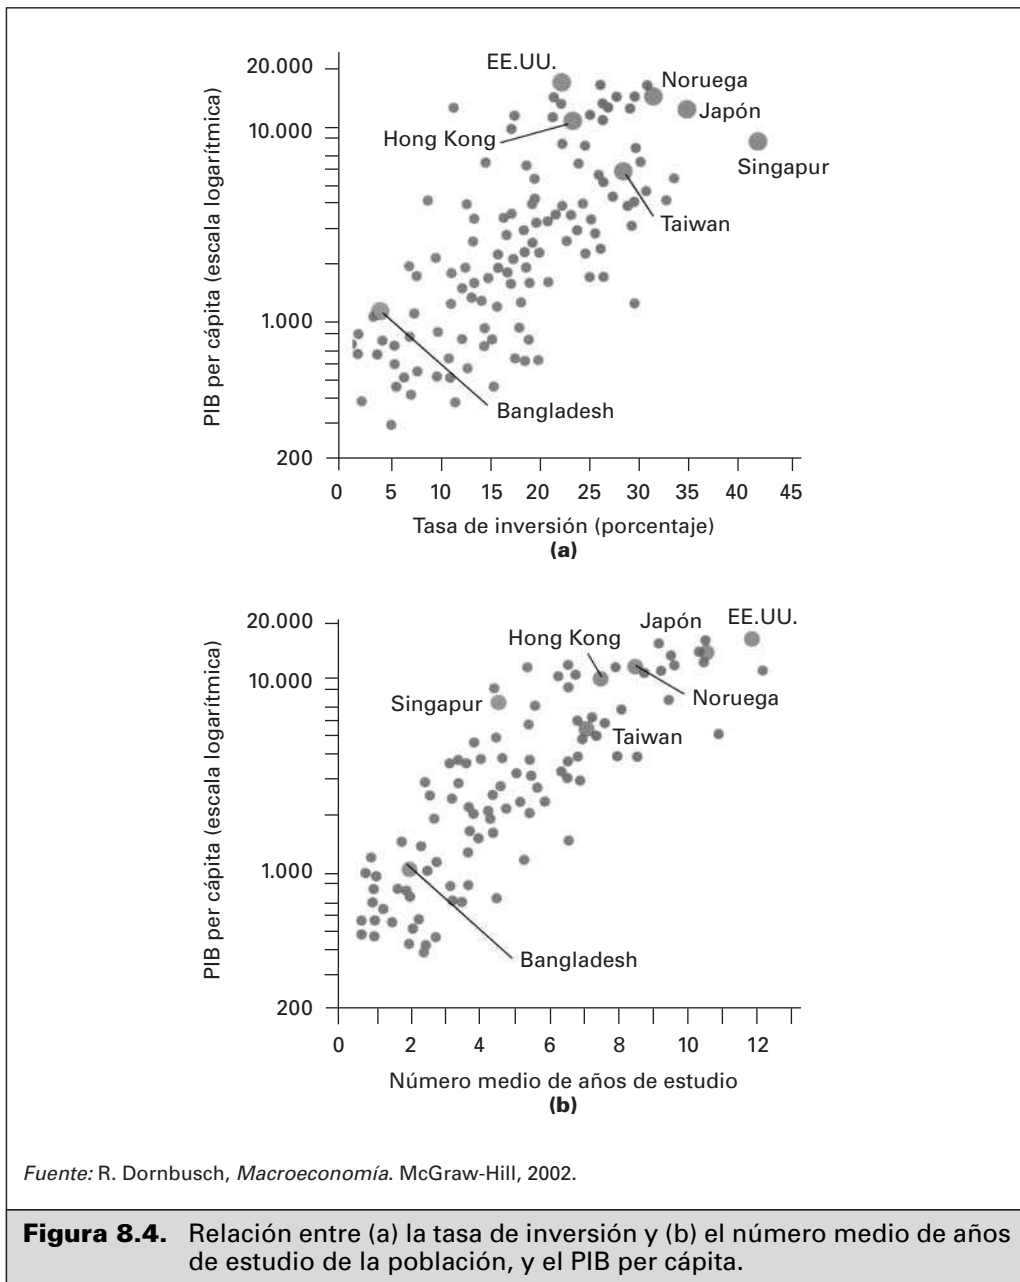 PIB per cápita (escala logarítmica)
20.000
10.000
1.000
200
EE.UU.
Noruega
Japón
Hong Kong
Singapur
Taiwan
Bangladesh
0 5 10 15 20 25 30 35 40 45
Tasa de inversión (porcentaje)
(a)
PIB per cápita (escala logarítmica)
20.000
10.000
1.000
200
Japón
EE.UU.
Hong Kong
Noruega
Singapur
Taiwan
Bangladesh
0 2 4 6 8 10 12
Número medio de años de estudio
(b)
Fuente: R. Dornbusch, Macroeconomía. McGraw-Hill, 2002.
Figura 8.4. Relación entre (a) la tasa de inversión y (b) el número medio de años
de estudio de la población, y el PIB per cápita.